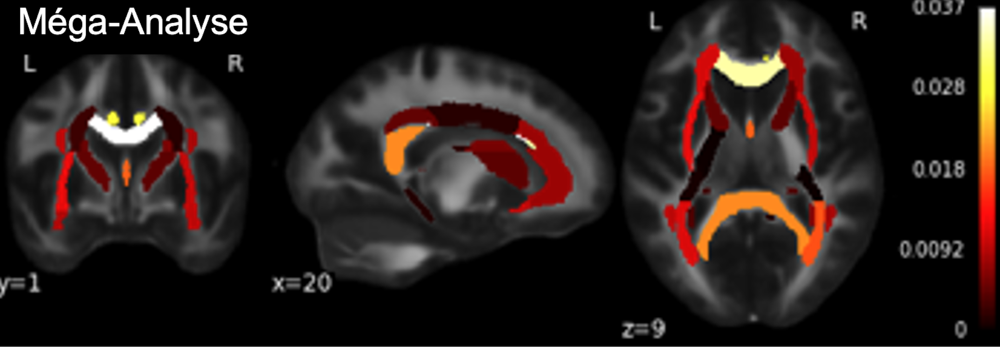 Méga-Analyse
L R
y=1
x=20
L R
z=9
0.037
0.028
0.018
0.0092
0